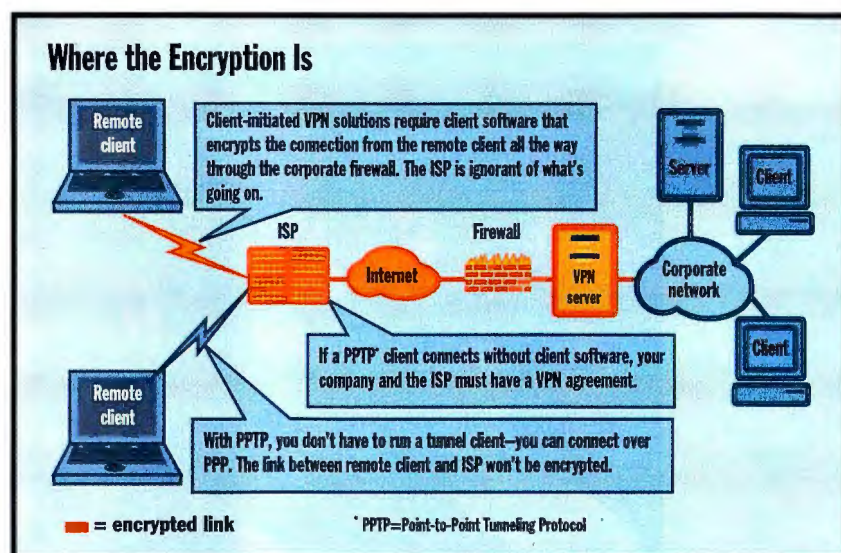 Where the Encryption Is
Remote
client
Client-initiated VPN solutions require client software that
encrypts the connection from the remote client all the way
through the corporate firewall. The ISP is ignorant of what's
going on.
Server
Client
ISP
Internet
Firewall
VPN
server
Corporate
network
Client
If a PPTP* client connects without client software, your
company and the ISP must have a VPN agreement.
Remote
client
With PPTP, you don't have to run a tunnel client—you can connect over
PPP. The link between remote client and ISP won't be encrypted.
= encrypted link
* PPTP=Point-to-Point Tunneling Protocol